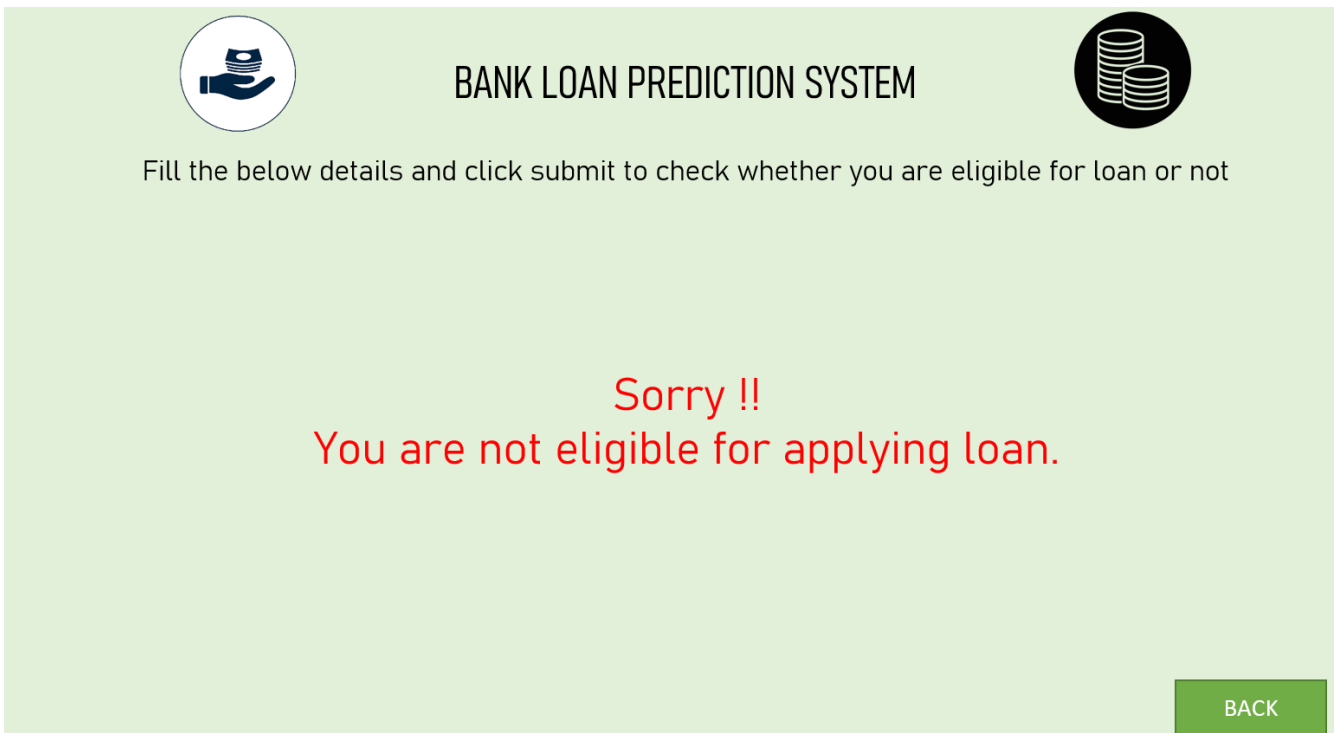 BANK LOAN PREDICTION SYSTEM
Fill the below details and click submit to check whether you are eligible for loan or not
Sorry !!
You are not eligible for applying loan.
BACK